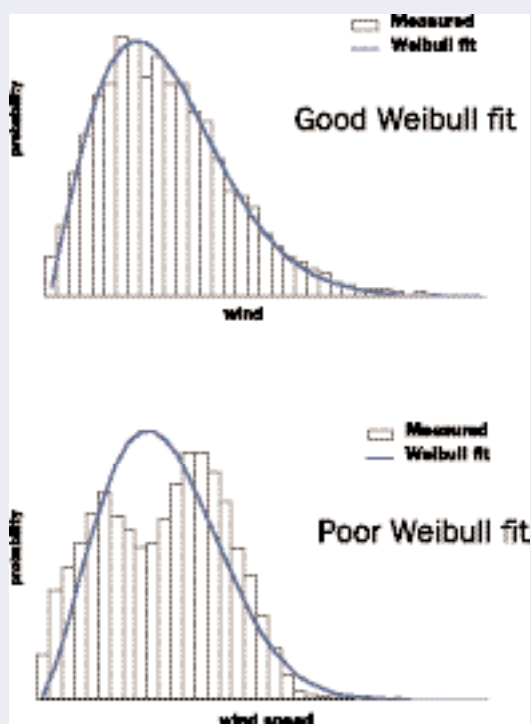 Measured
Weibull fit
Good Weibull fit
probability
wind
Measured
Weibull fit
Poor Weibull fit
probability
wind speed